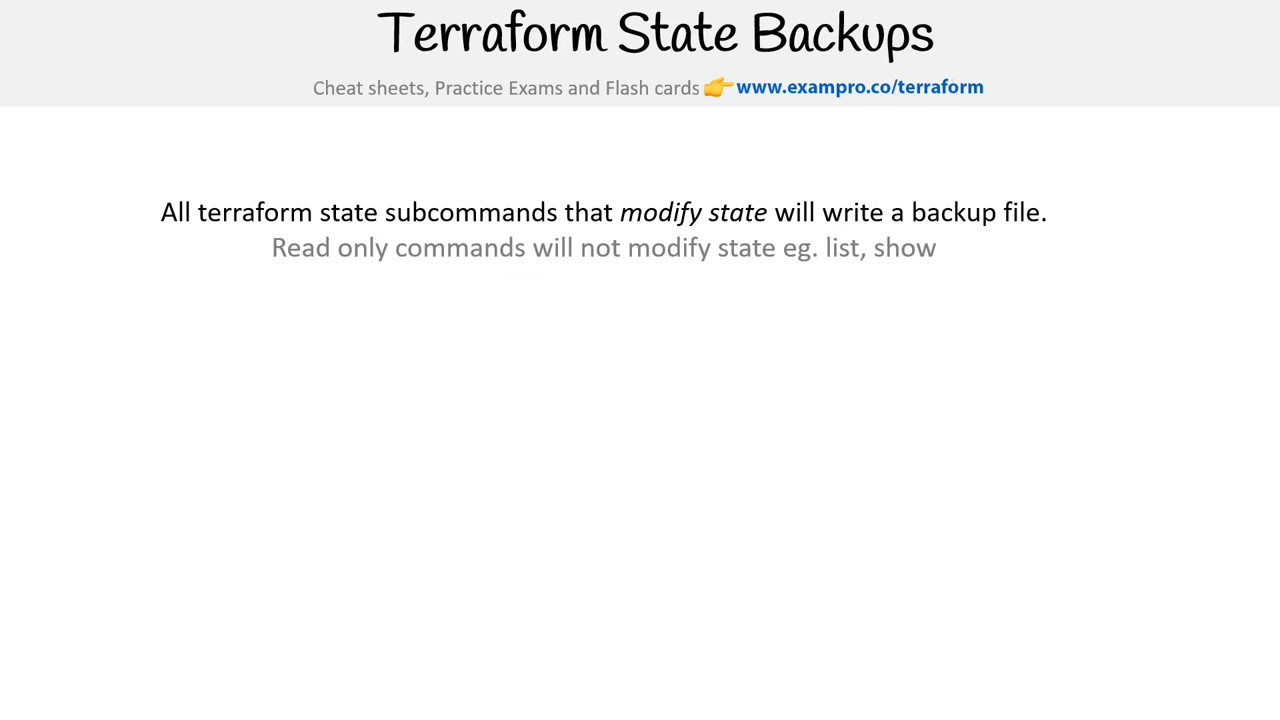 Terraform State Backups
Cheat sheets, Practice Exams and Flash cards 👉 www.exampro.co/terraform
All terraform state subcommands that modify state will write a backup file.
Read only commands will not modify state eg. list, show